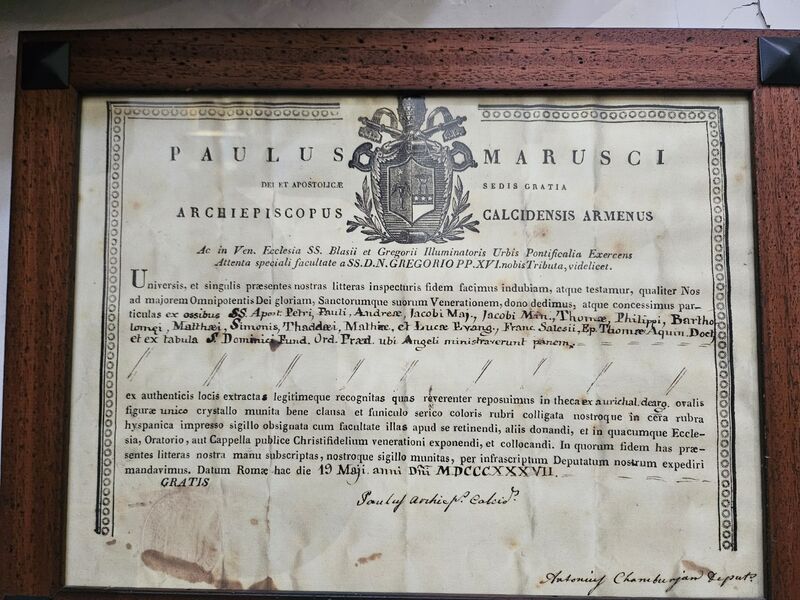 PAULUS MARUSCI
DEI ET APOSTOLICÆ SEDIS GRATIA
ARCHIEPISCOPUS CALCIDENSIS ARMENUS
Ac in Ven. Ecclesia SS. Blasii et Gregorii Illuminatoris Urbis Pontificalia Exercens
Attenta speciali facultate a SS.D.N. GREGORIO PP. XVI. nobis Tributa, videlicet.
Universis, et singulis præsentes nostras litteras inspecturis fidem facimus indubiam, atque testamur, qualiter Nos
ad majorem Omnipotentis Dei gloriam, Sanctorumque suorum Venerationem, dono dedimus, atque concessimus par-
ticulas ex ossibus SS. Apost. Petri, Pauli, Andreæ, Jacobi Maj., Jacobi Min., Thomæ, Philippi, Bartho
lomei, Matthæi, Simonis, Thaddæi, Mathiæ, et Lucæ Evang., Franc. Salesii, Ep. Thomæ Aquin. Doct.
et ex tabula S. Dominici Fund. Ord. Præd. ubi Angeli ministraverunt panem.
ex authenticis locis extractas legitimeque recognitas quas reverenter reposuimus in theca ex aurichal. dearg. ovalis
figuræ unico crystallo munita bene clausa et funiculo serico coloris rubri colligata nostroque in cera rubra
hyspanica impresso sigillo obsignata cum facultate illas apud se retinendi, aliis donandi, et in quacumque Eccle-
sia, Oratorio, aut Cappella publice Christifidelium venerationi exponendi, et collocandi. In quorum fidem has præ-
sentes litteras nostra manu subscriptas, nostroque sigillo munitas, per infrascriptum Deputatum nostrum expediri
mandavimus. Datum Romæ hac die 19 Maji. anni Dñi MDCCCXXXVII.
GRATIS
Paulus Archiep. Calcid.
Antonius Chamburjan Deput.